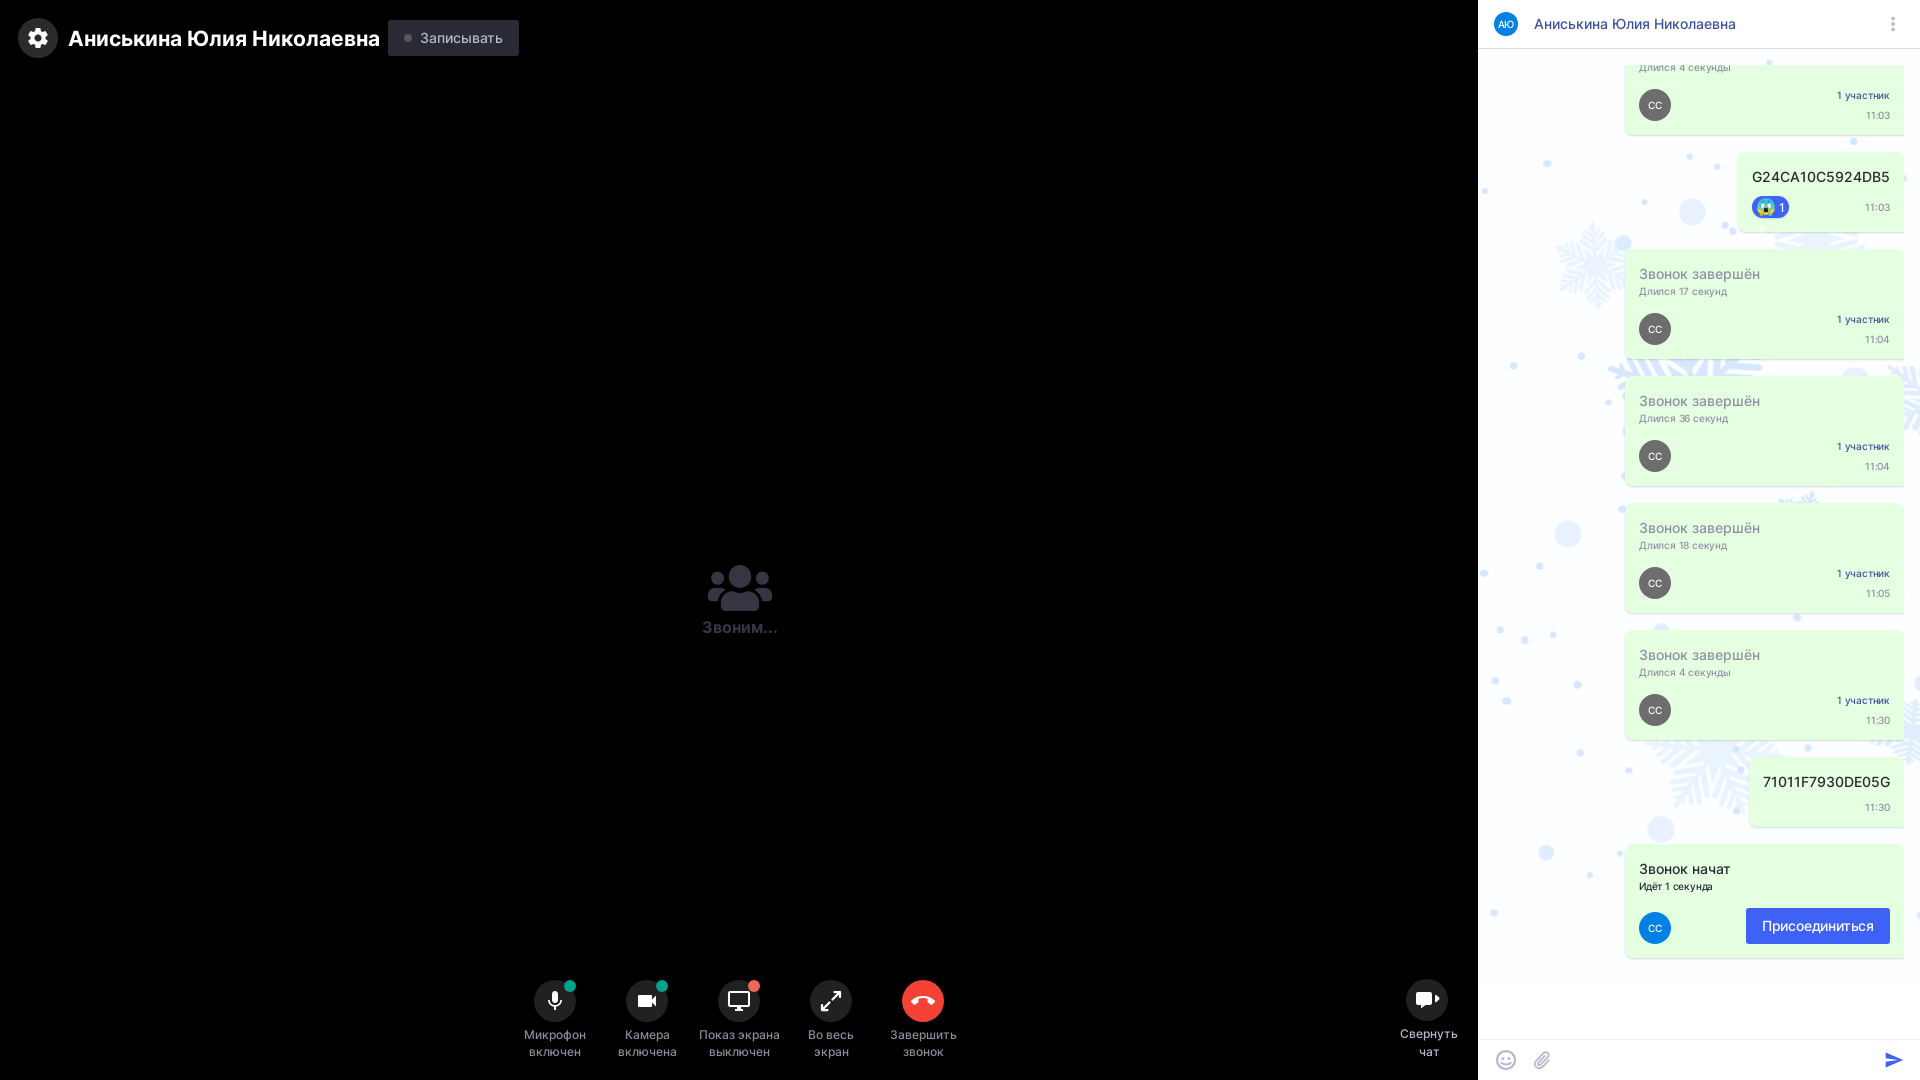 Аниськина Юлия Николаевна
Записывать
Звоним...
Микрофон включен
Камера включена
Показ экрана выключен
Во весь экран
Завершить звонок
Свернуть чат
АЮ
Аниськина Юлия Николаевна
Длился 4 секунды
СС
1 участник
11:03
G24CA10C5924DB5
😱 1
11:03
Звонок завершён
Длился 17 секунд
СС
1 участник
11:04
Звонок завершён
Длился 36 секунд
СС
1 участник
11:04
Звонок завершён
Длился 18 секунд
СС
1 участник
11:05
Звонок завершён
Длился 4 секунды
СС
1 участник
11:30
71011F7930DE05G
11:30
Звонок начат
Идёт 1 секунда
СС
Присоединиться